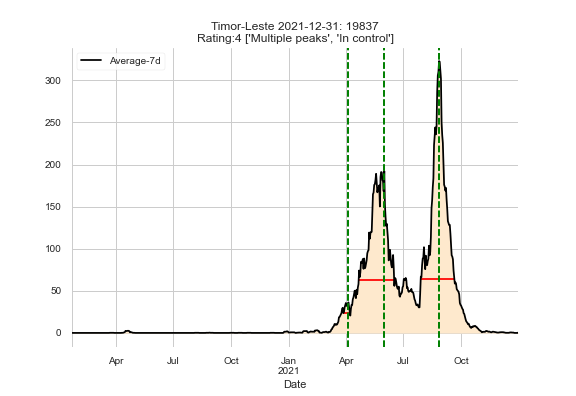 Timor-Leste 2021-12-31: 19837
Rating:4 ['Multiple peaks', 'In control']
Average-7d
300
250
200
150
100
50
0
Apr Jul Oct Jan Apr Jul Oct
2021
Date